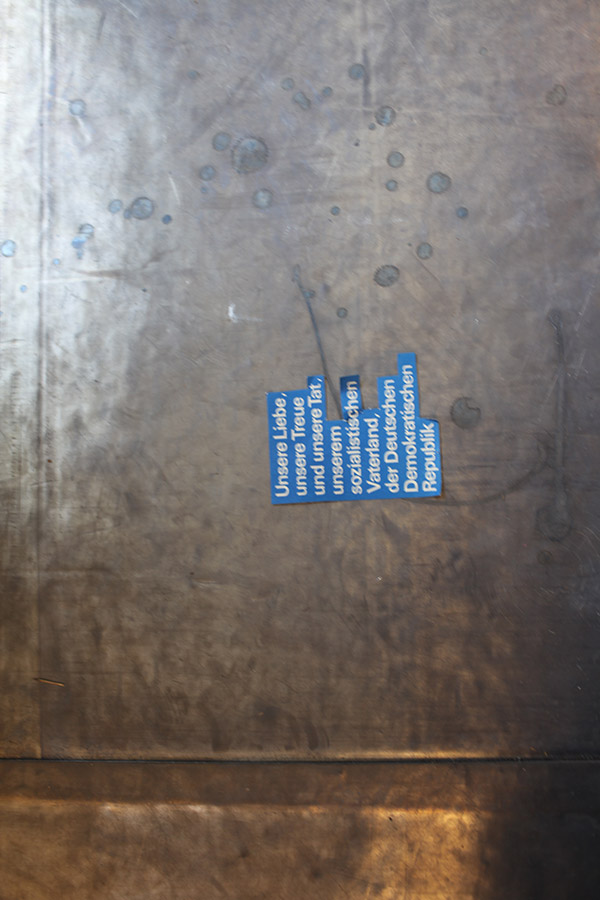 Unsere Liebe,
unsere Treue
und unsere Tat,
unserem
sozialistischen
Vaterland,
der Deutschen
Demokratischen
Republik